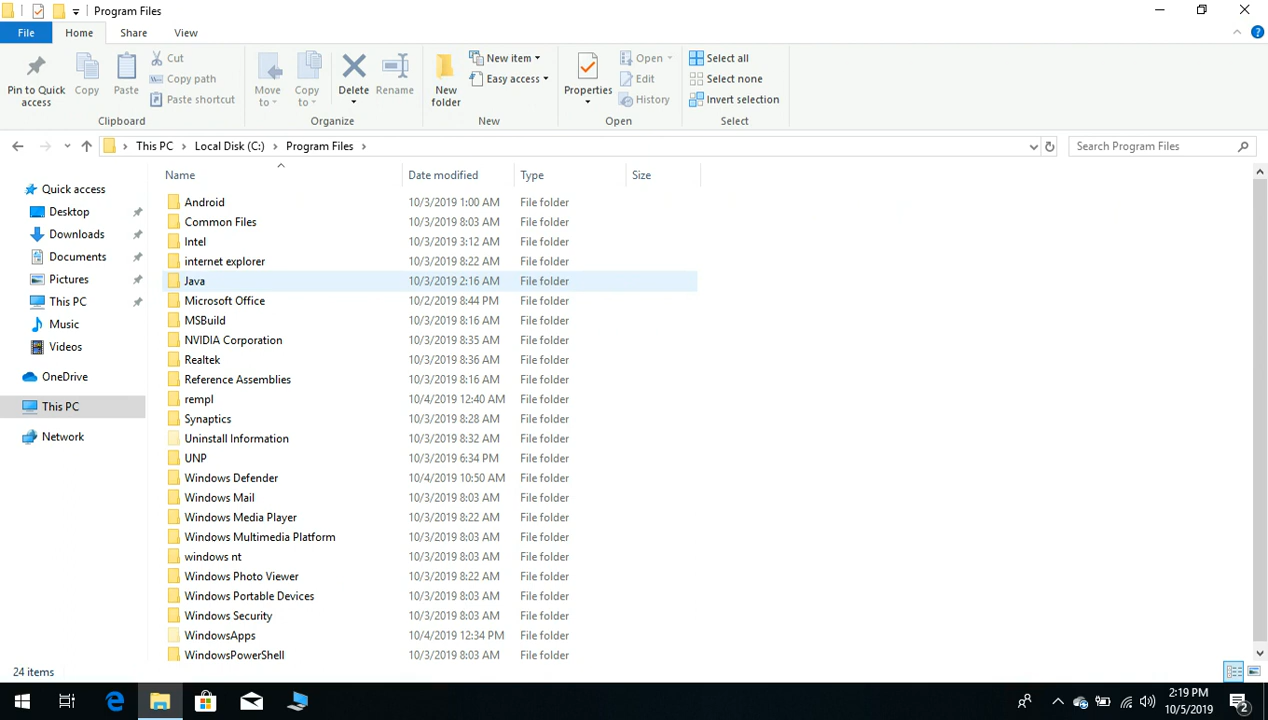 Program Files
File Home Share View
Pin to Quick access
Copy
Paste
Cut
Copy path
Paste shortcut
Clipboard
Move to
Copy to
Delete
Rename
Organize
New folder
New item
Easy access
New
Properties
Open
Edit
History
Open
Select all
Select none
Invert selection
Select
This PC Local Disk (C:) Program Files
Search Program Files
Quick access
Desktop
Downloads
Documents
Pictures
This PC
Music
Videos
OneDrive
This PC
Network
Name Date modified Type Size
Android 10/3/2019 1:00 AM File folder
Common Files 10/3/2019 8:03 AM File folder
Intel 10/3/2019 3:12 AM File folder
internet explorer 10/3/2019 8:22 AM File folder
Java 10/3/2019 2:16 AM File folder
Microsoft Office 10/2/2019 8:44 PM File folder
MSBuild 10/3/2019 8:16 AM File folder
NVIDIA Corporation 10/3/2019 8:35 AM File folder
Realtek 10/3/2019 8:36 AM File folder
Reference Assemblies 10/3/2019 8:16 AM File folder
rempl 10/4/2019 12:40 AM File folder
Synaptics 10/3/2019 8:28 AM File folder
Uninstall Information 10/3/2019 8:32 AM File folder
UNP 10/3/2019 6:34 PM File folder
Windows Defender 10/4/2019 10:50 AM File folder
Windows Mail 10/3/2019 8:03 AM File folder
Windows Media Player 10/3/2019 8:22 AM File folder
Windows Multimedia Platform 10/3/2019 8:03 AM File folder
windows nt 10/3/2019 8:03 AM File folder
Windows Photo Viewer 10/3/2019 8:22 AM File folder
Windows Portable Devices 10/3/2019 8:03 AM File folder
Windows Security 10/3/2019 8:03 AM File folder
WindowsApps 10/4/2019 12:34 PM File folder
WindowsPowerShell 10/3/2019 8:03 AM File folder
24 items
2:19 PM
10/5/2019
2